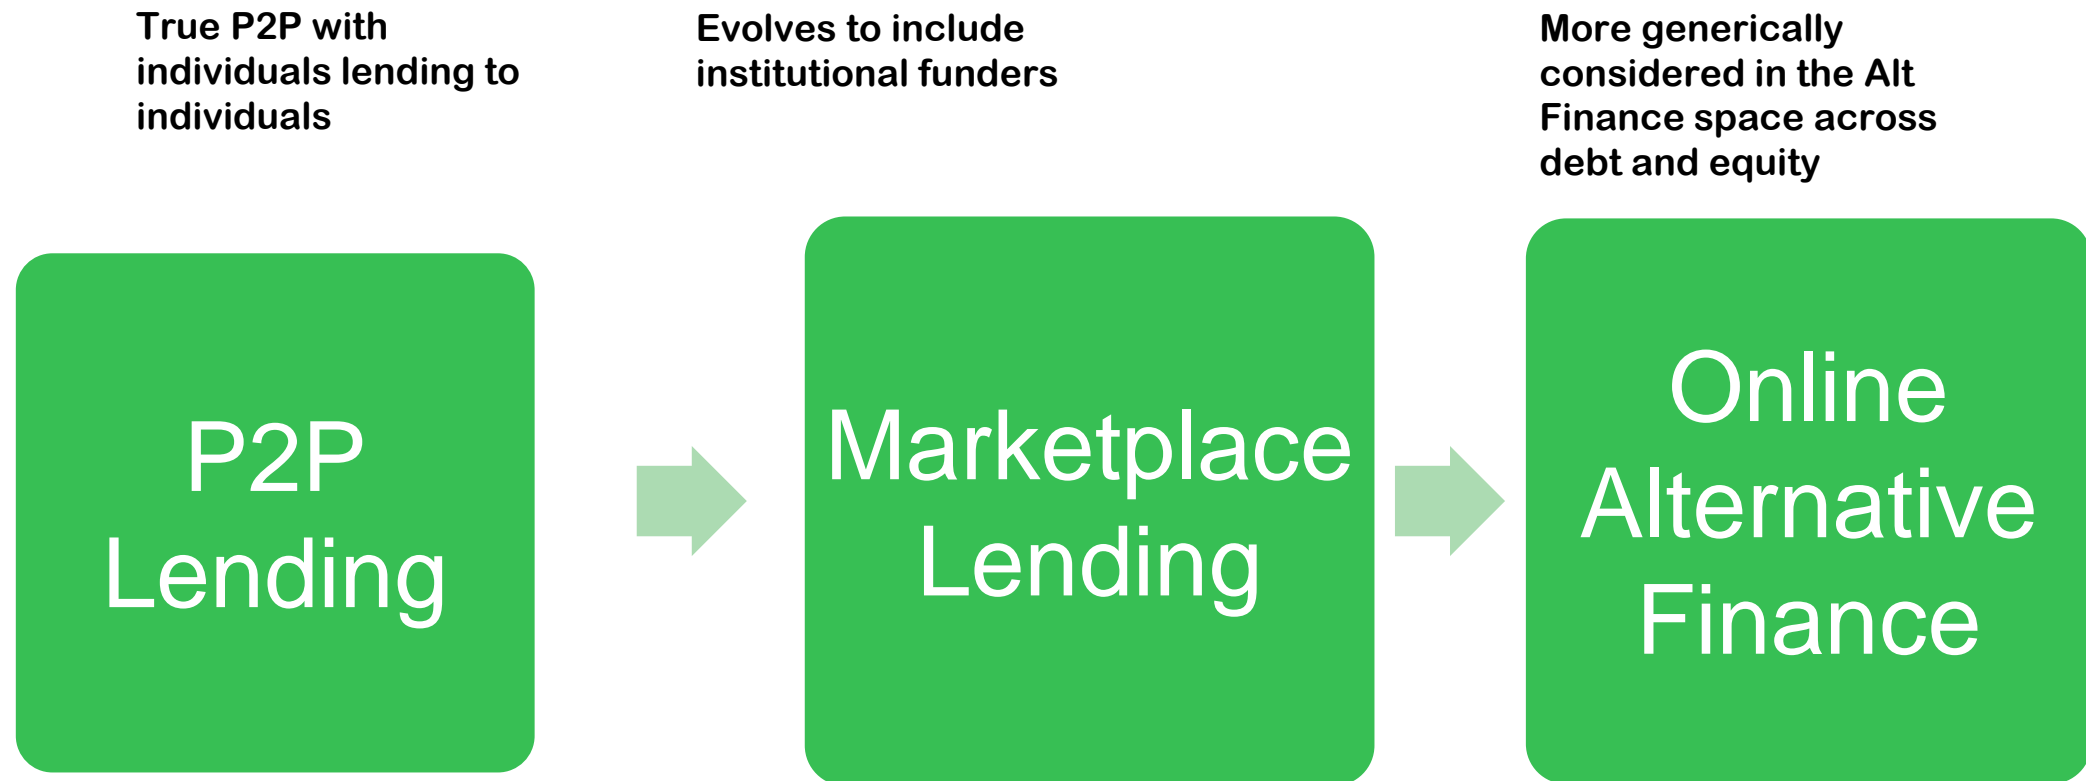 True P2P with
individuals lending to
individuals
Evolves to include
institutional funders
More generically
considered in the Alt
Finance space across
debt and equity
P2P
Lending
Marketplace
Lending
Online
Alternative
Finance